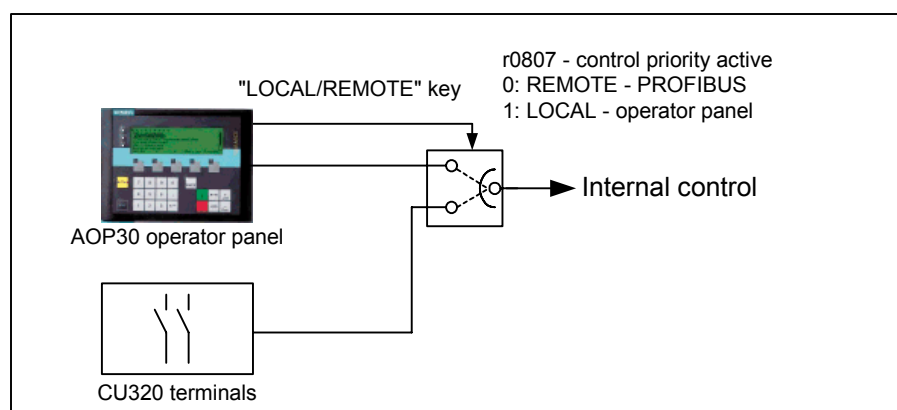 "LOCAL/REMOTE" key
r0807 - control priority active
0: REMOTE - PROFIBUS
1: LOCAL - operator panel
Internal control
AOP30 operator panel
CU320 terminals